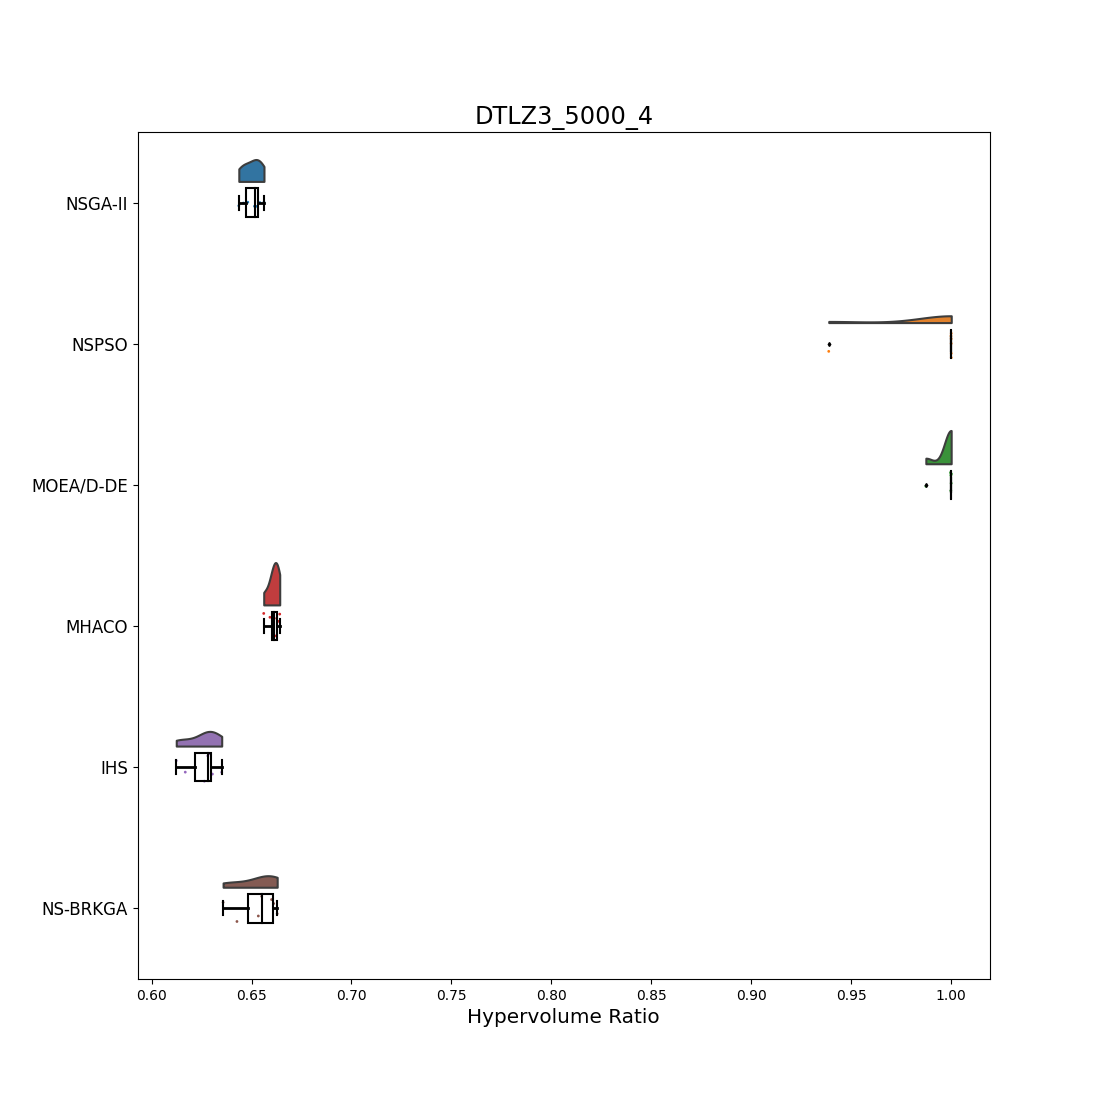 DTLZ3_5000_4
NSGA-II
NSPSO
MOEA/D-DE
MHACO
IHS
NS-BRKGA
0.60 0.65 0.70 0.75 0.80 0.85 0.90 0.95 1.00
Hypervolume Ratio